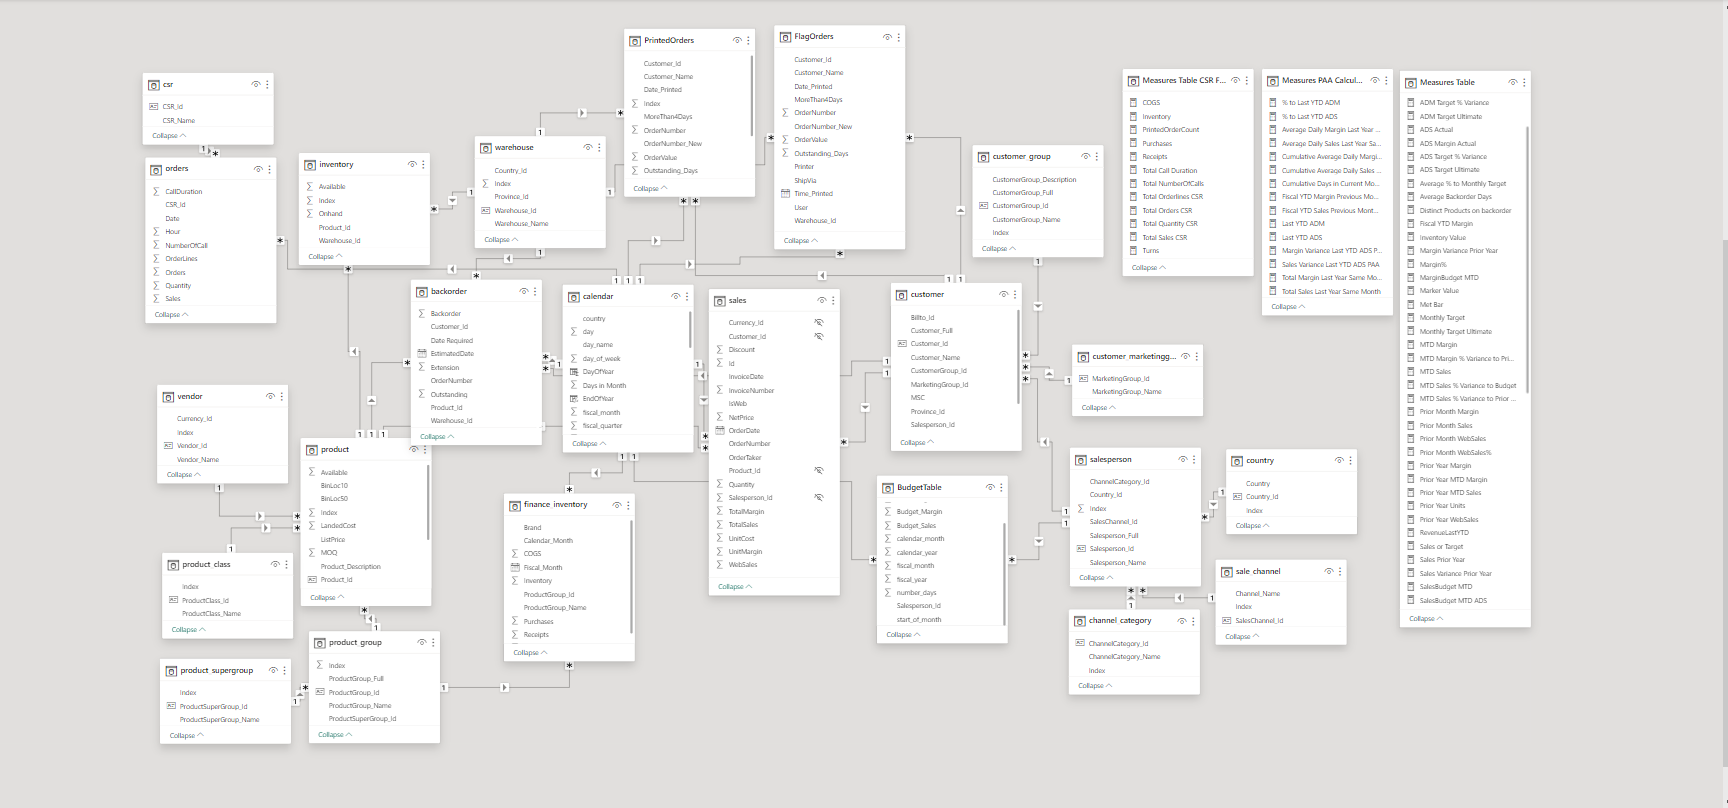 csr
CSR_Id
CSR_Name
Collapse
orders
CallDuration
CSR_Id
Date
Hour
NumberOfCall
OrderLines
Orders
Quantity
Sales
Collapse
inventory
Available
Index
Onhand
Product_Id
Warehouse_Id
Collapse
warehouse
Country_Id
Index
Province_Id
Warehouse_Id
Warehouse_Name
Collapse
PrintedOrders
Customer_Id
Customer_Name
Date_Printed
Index
MoreThan4Days
OrderNumber
OrderNumber_New
OrderValue
Outstanding_Days
Collapse
FlagOrders
Customer_Id
Customer_Name
Date_Printed
MoreThan4Days
OrderNumber
OrderNumber_New
OrderValue
Outstanding_Days
Printer
ShipVia
Time_Printed
User
Warehouse_Id
Collapse
customer_group
CustomerGroup_Description
CustomerGroup_Full
CustomerGroup_Id
CustomerGroup_Name
Index
Collapse
Measures Table CSR F...
COGS
Inventory
PrintedOrderCount
Purchases
Receipts
Total Call Duration
Total NumberOfCalls
Total Orderlines CSR
Total Orders CSR
Total Quantity CSR
Total Sales CSR
Turns
Collapse
Measures PAA Calcul...
% to Last YTD ADM
% to Last YTD ADS
Average Daily Margin Last Year ...
Average Daily Sales Last Year Sa...
Cumulative Average Daily Margi...
Cumulative Average Daily Sales ...
Cumulative Days in Current Mo...
Fiscal YTD Margin Previous Mo...
Fiscal YTD Sales Previous Mont...
Last YTD ADM
Last YTD ADS
Margin Variance Last YTD ADS P...
Sales Variance Last YTD ADS PAA
Total Margin Last Year Same Mo...
Total Sales Last Year Same Month
Collapse
Measures Table
ADM Target % Variance
ADM Target Ultimate
ADS Actual
ADS Margin Actual
ADS Target % Variance
ADS Target Ultimate
Average % to Monthly Target
Average Backorder Days
Distinct Products on backorder
Fiscal YTD Margin
Inventory Value
Margin Variance Prior Year
Margin%
MarginBudget MTD
Marker Value
Met Bar
Monthly Target
Monthly Target Ultimate
MTD Margin
MTD Margin % Variance to Pri...
MTD Sales
MTD Sales % Variance to Budget
MTD Sales % Variance to Prior ...
Prior Month Margin
Prior Month Sales
Prior Month WebSales
Prior Month WebSales%
Prior Year Margin
Prior Year MTD Margin
Prior Year MTD Sales
Prior Year Units
Prior Year WebSales
RevenueLastYTD
Sales or Target
Sales Prior Year
Sales Variance Prior Year
SalesBudget MTD
SalesBudget MTD ADS
Collapse
backorder
Backorder
Customer_Id
Date Required
EstimatedDate
Extension
OrderNumber
Outstanding
Product_Id
Warehouse_Id
Collapse
calendar
country
day
day_name
day_of_week
DayOfYear
Days in Month
EndOfYear
fiscal_month
fiscal_quarter
Collapse
sales
Currency_Id
Customer_Id
Discount
Id
InvoiceDate
InvoiceNumber
IsWeb
NetPrice
OrderDate
OrderNumber
OrderTaker
Product_Id
Quantity
Salesperson_Id
TotalMargin
TotalSales
UnitCost
UnitMargin
WebSales
Collapse
customer
Billto_Id
Customer_Full
Customer_Id
Customer_Name
CustomerGroup_Id
MarketingGroup_Id
MSC
Province_Id
Salesperson_Id
Collapse
customer_marketingg...
MarketingGroup_Id
MarketingGroup_Name
Collapse
vendor
Currency_Id
Index
Vendor_Id
Vendor_Name
Collapse
product
Available
BinLoc10
BinLoc50
Index
LandedCost
ListPrice
MOQ
Product_Description
Product_Id
Collapse
finance_inventory
Brand
Calendar_Month
COGS
Fiscal_Month
Inventory
ProductGroup_Id
ProductGroup_Name
Purchases
Receipts
Collapse
BudgetTable
Budget_Margin
Budget_Sales
calendar_month
calendar_year
fiscal_month
fiscal_year
number_days
Salesperson_Id
start_of_month
Collapse
salesperson
ChannelCategory_Id
Country_Id
Index
SalesChannel_Id
Salesperson_Full
Salesperson_Id
Salesperson_Name
Collapse
country
Country
Country_Id
Index
Collapse
product_class
Index
ProductClass_Id
ProductClass_Name
Collapse
sale_channel
Channel_Name
Index
SalesChannel_Id
Collapse
channel_category
ChannelCategory_Id
ChannelCategory_Name
Index
Collapse
product_supergroup
Index
ProductSuperGroup_Id
ProductSuperGroup_Name
Collapse
product_group
Index
ProductGroup_Full
ProductGroup_Id
ProductGroup_Name
ProductSuperGroup_Id
Collapse